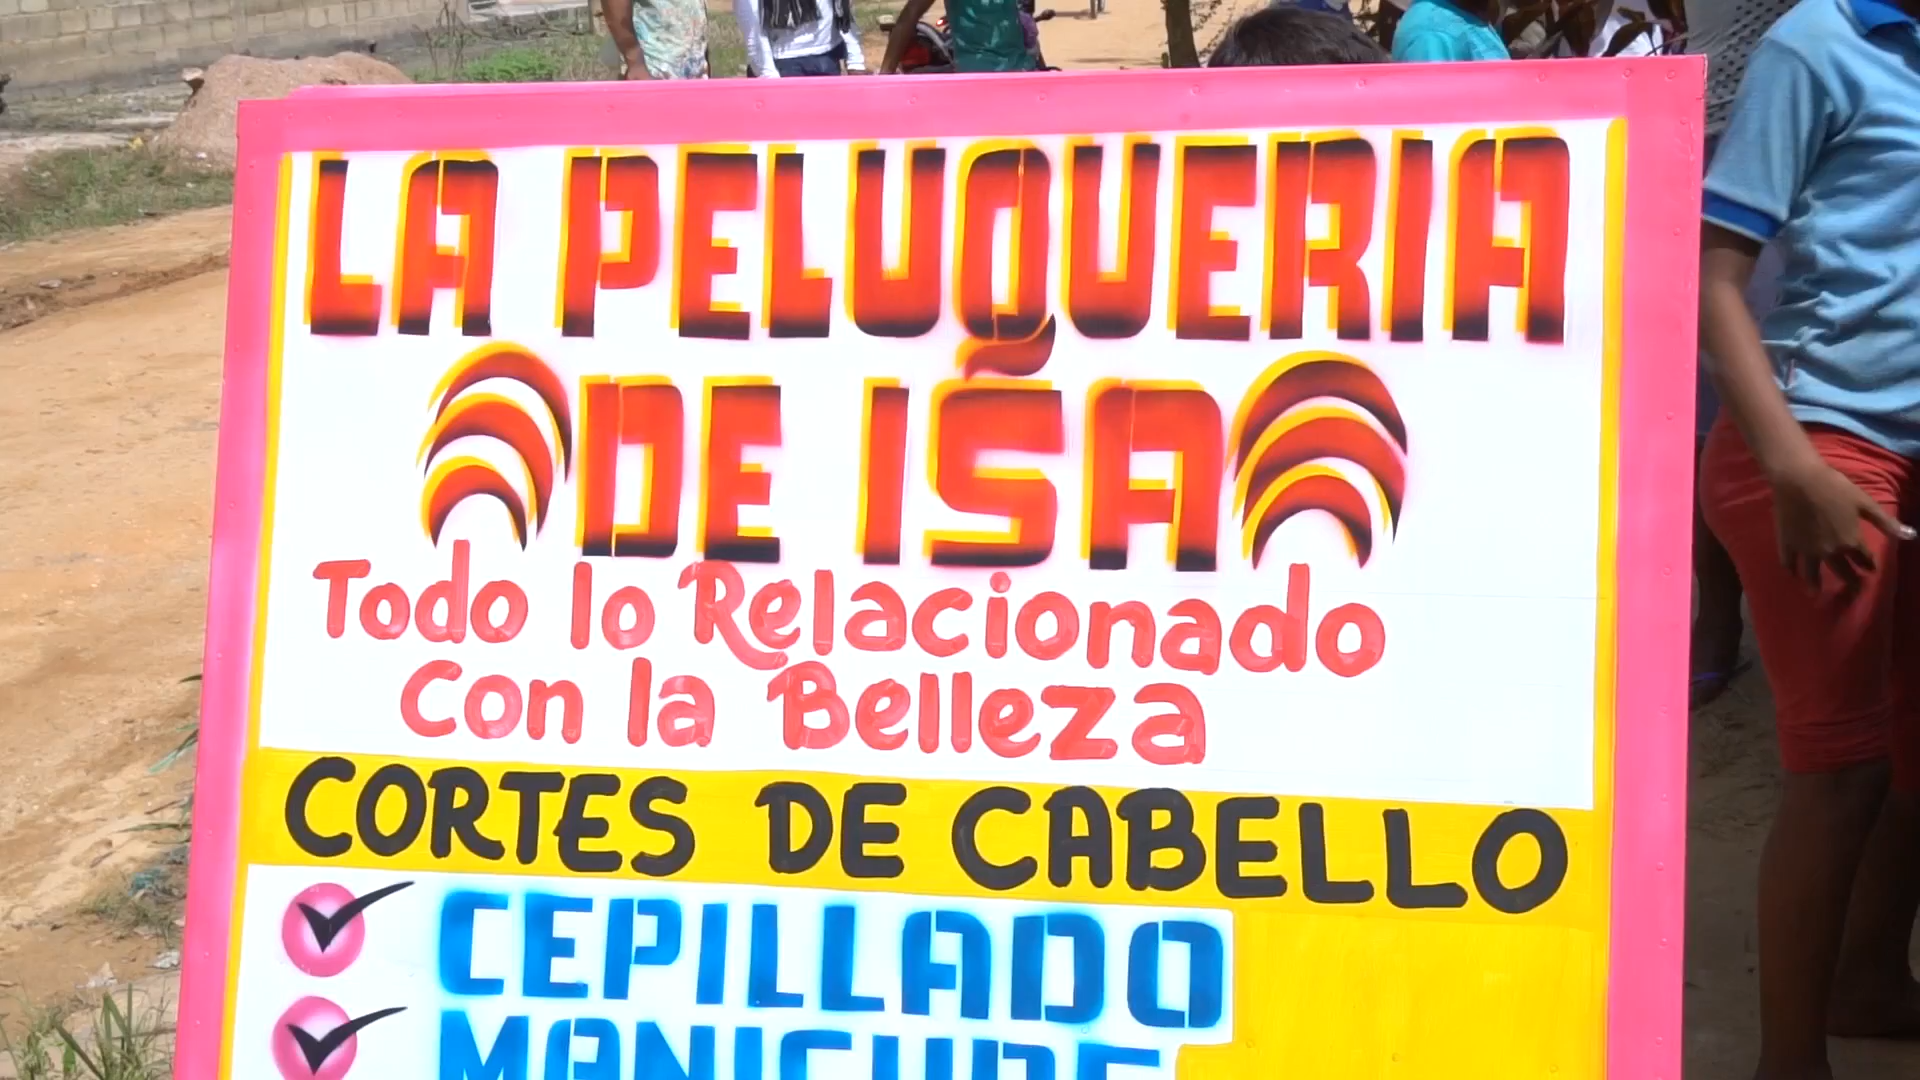 LA PELUQUERIA
DE ISA
Todo lo Relacionado
Con la Belleza
CORTES DE CABELLO
CEPILLADO
MANICURE